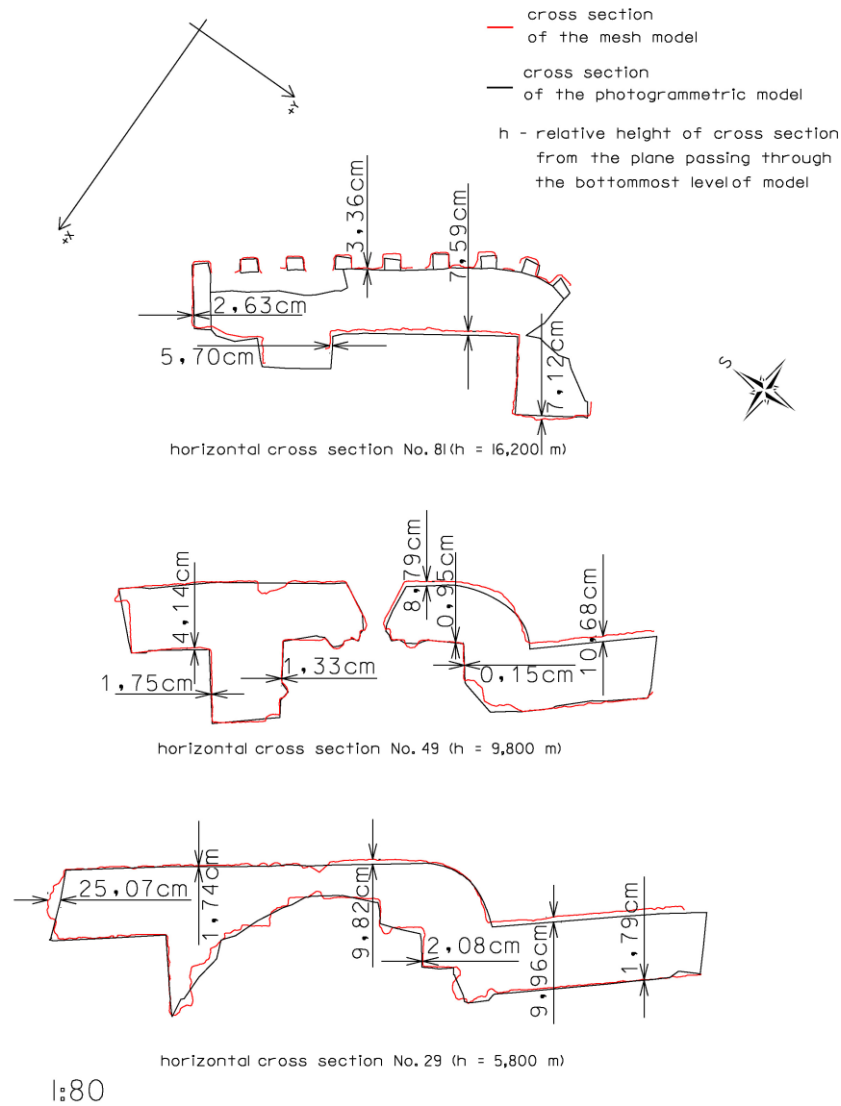 cross section
of the mesh model
cross section
of the photogrammetric model
h - relative height of cross section
from the plane passing through
the bottommost level of model
+Y
+X
3,36cm
7,59cm
2,63cm
5,70cm
7,12cm
S
horizontal cross section No. 81 (h = 16,200 m)
8,79cm
0,95cm
4,14cm
10,68cm
1,33cm
0,15cm
1,75cm
horizontal cross section No. 49 (h = 9,800 m)
25,07cm
1,74cm
9,82cm
2,08cm
9,96cm
1,79cm
horizontal cross section No. 29 (h = 5,800 m)
1:80